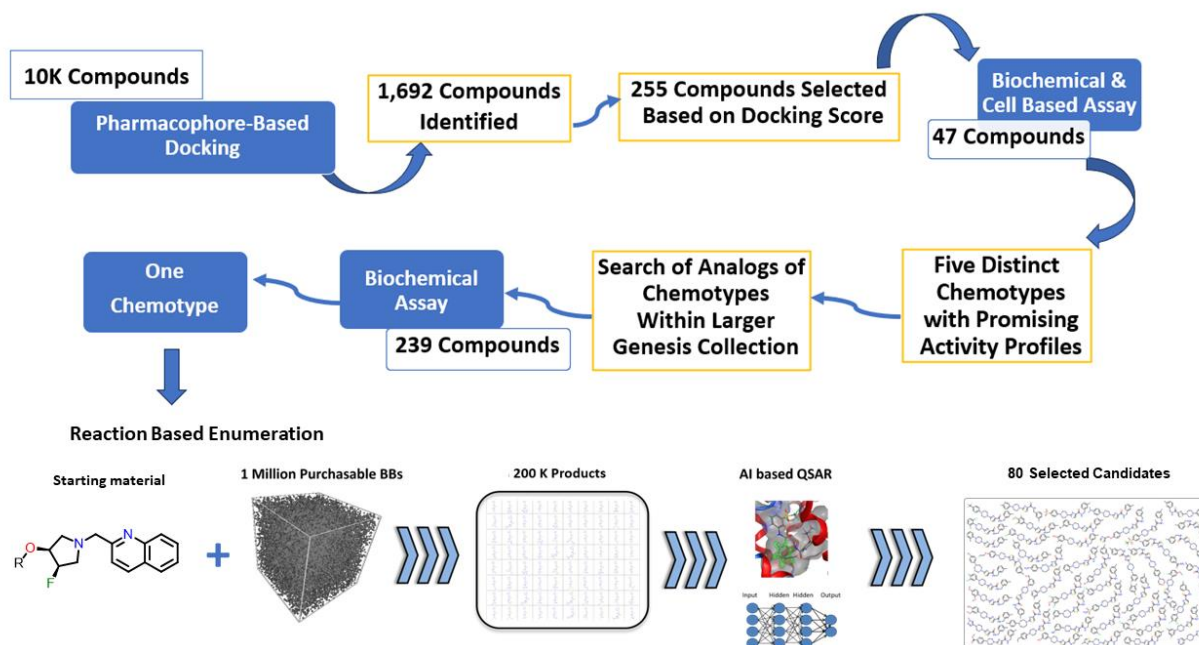 10K Compounds
Pharmacophore-Based
Docking
1,692 Compounds
Identified
255 Compounds Selected
Based on Docking Score
Biochemical &
Cell Based Assay
47 Compounds
Five Distinct
Chemotypes
with Promising
Activity Profiles
Search of Analogs of
Chemotypes
Within Larger
Genesis Collection
Biochemical
Assay
239 Compounds
One
Chemotype
Reaction Based Enumeration
Starting material
R
O
F
N
N
+
1 Million Purchasable BBs
200 K Products
AI based QSAR
Input Hidden Hidden Output
80 Selected Candidates